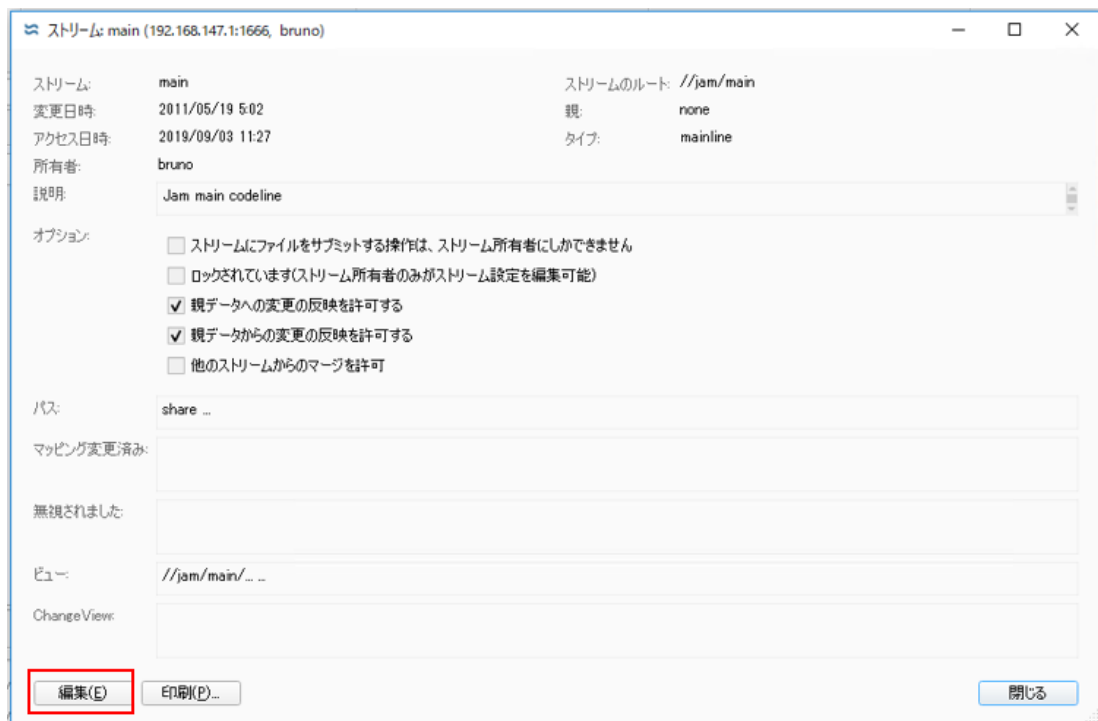 ストリーム: main (192.168.147.1:1666, bruno)
ストリーム: main ストリームのルート: //jam/main
変更日時: 2011/05/19 5:02 親: none
アクセス日時: 2019/09/03 11:27 タイプ: mainline
所有者: bruno
説明: Jam main codeline
オプション: ストリームにファイルをサブミットする操作は、ストリーム所有者にしかできません
ロックされています(ストリーム所有者のみがストリーム設定を編集可能)
親データへの変更の反映を許可する
親データからの変更の反映を許可する
他のストリームからのマージを許可
パス: share ...
マッピング変更済み:
無視されました:
ビュー: //jam/main/... ...
ChangeView:
編集(E) 印刷(P)... 閉じる